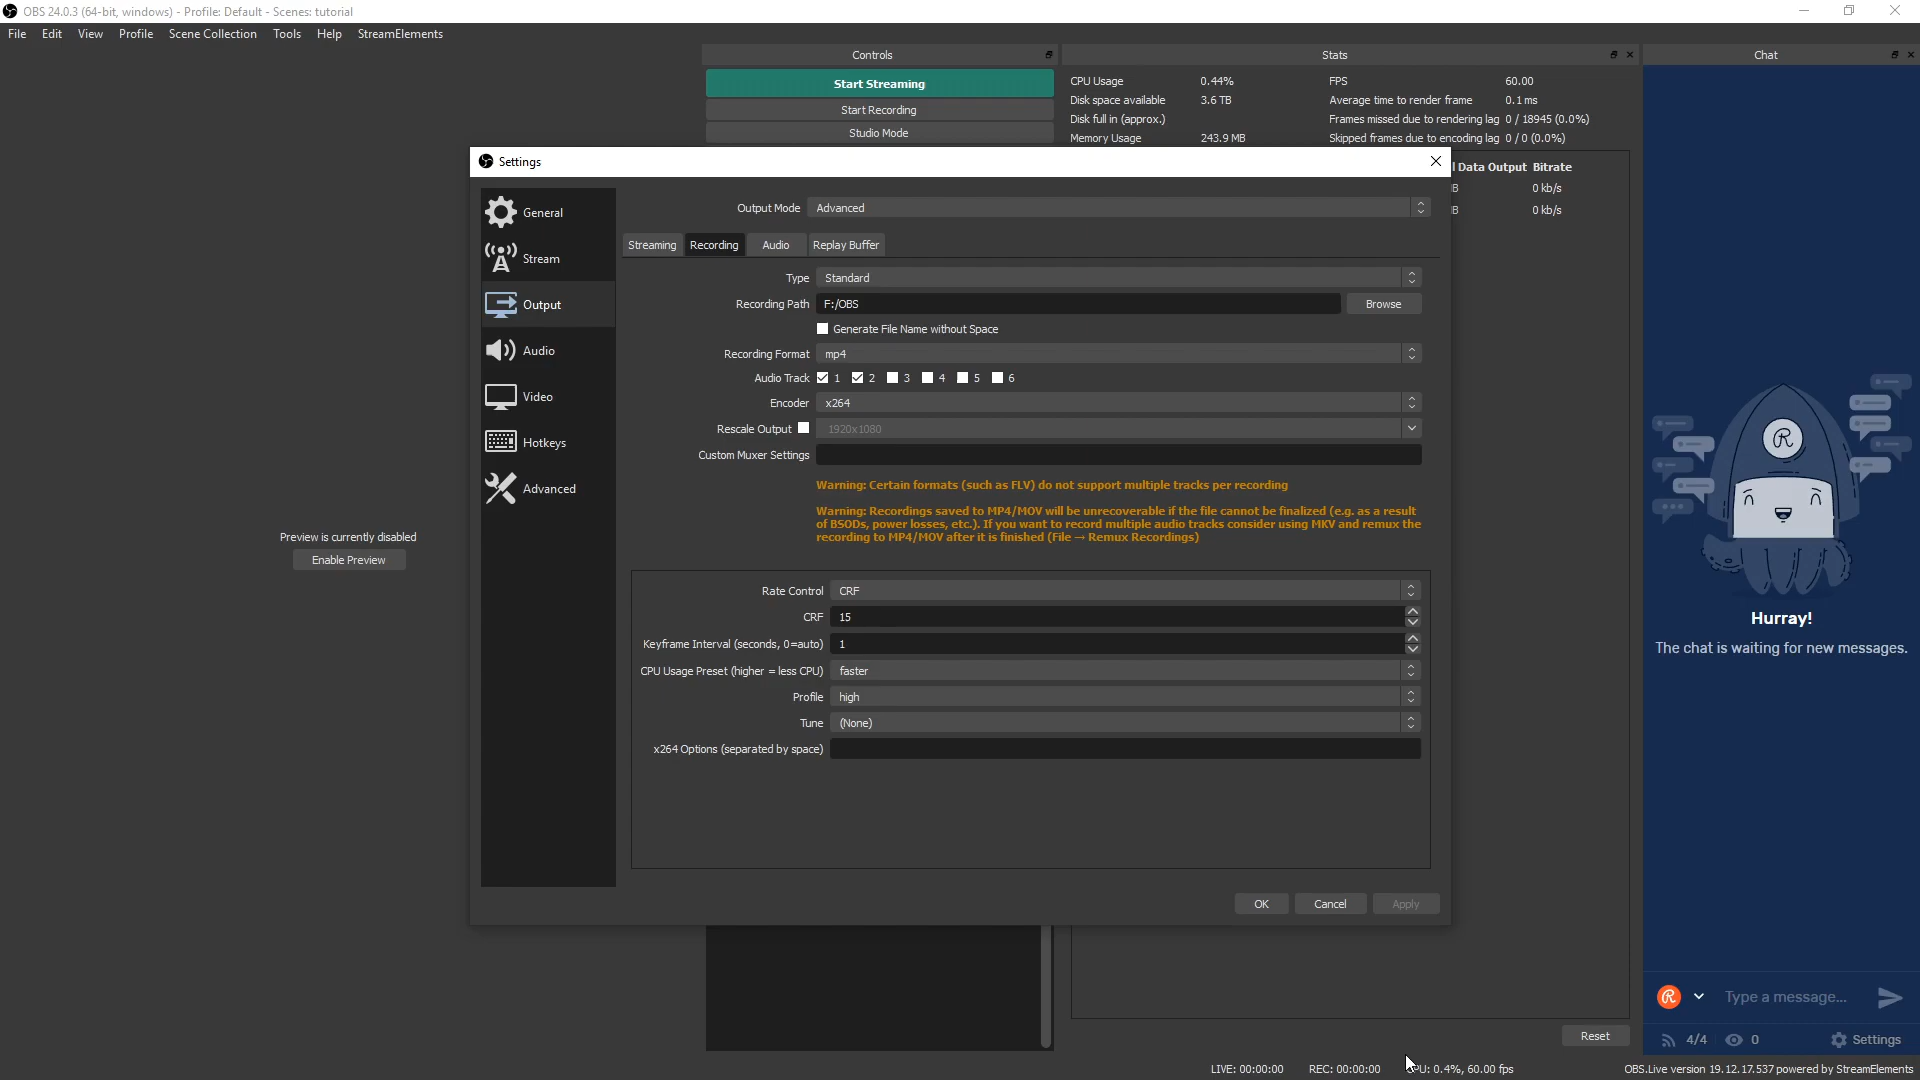 OBS 24.0.3 (64-bit, windows) - Profile: Default - Scenes: tutorial
File Edit View Profile Scene Collection Tools Help StreamElements
Controls
Start Streaming
Start Recording
Studio Mode
Stats
CPU Usage 0.44% FPS 60.00
Disk space available 3.6 TB Average time to render frame 0.1 ms
Disk full in (approx.) Frames missed due to rendering lag 0 / 18945 (0.0%)
Memory Usage 243.9 MB Skipped frames due to encoding lag 0 / 0 (0.0%)
Data Output Bitrate
B 0 kb/s
B 0 kb/s
Chat
Settings
General
Stream
Output
Audio
Video
Hotkeys
Advanced
Output Mode Advanced
Streaming Recording Audio Replay Buffer
Type Standard
Recording Path F:/OBS Browse
Generate File Name without Space
Recording Format mp4
Audio Track 1 2 3 4 5 6
Encoder x264
Rescale Output 1920x1080
Custom Muxer Settings
Warning: Certain formats (such as FLV) do not support multiple tracks per recording
Warning: Recordings saved to MP4/MOV will be unrecoverable if the file cannot be finalized (e.g. as a result
of BSODs, power losses, etc.). If you want to record multiple audio tracks consider using MKV and remux the
recording to MP4/MOV after it is finished (File → Remux Recordings)
Rate Control CRF
CRF 15
Keyframe Interval (seconds, 0=auto) 1
CPU Usage Preset (higher = less CPU) faster
Profile high
Tune (None)
x264 Options (separated by space)
OK Cancel Apply
Preview is currently disabled
Enable Preview
Hurray!
The chat is waiting for new messages.
Type a message...
4/4 0 Settings
Reset
LIVE: 00:00:00 REC: 00:00:00 PU: 0.4%, 60.00 fps
OBS.Live version 19.12.17.537 powered by StreamElements